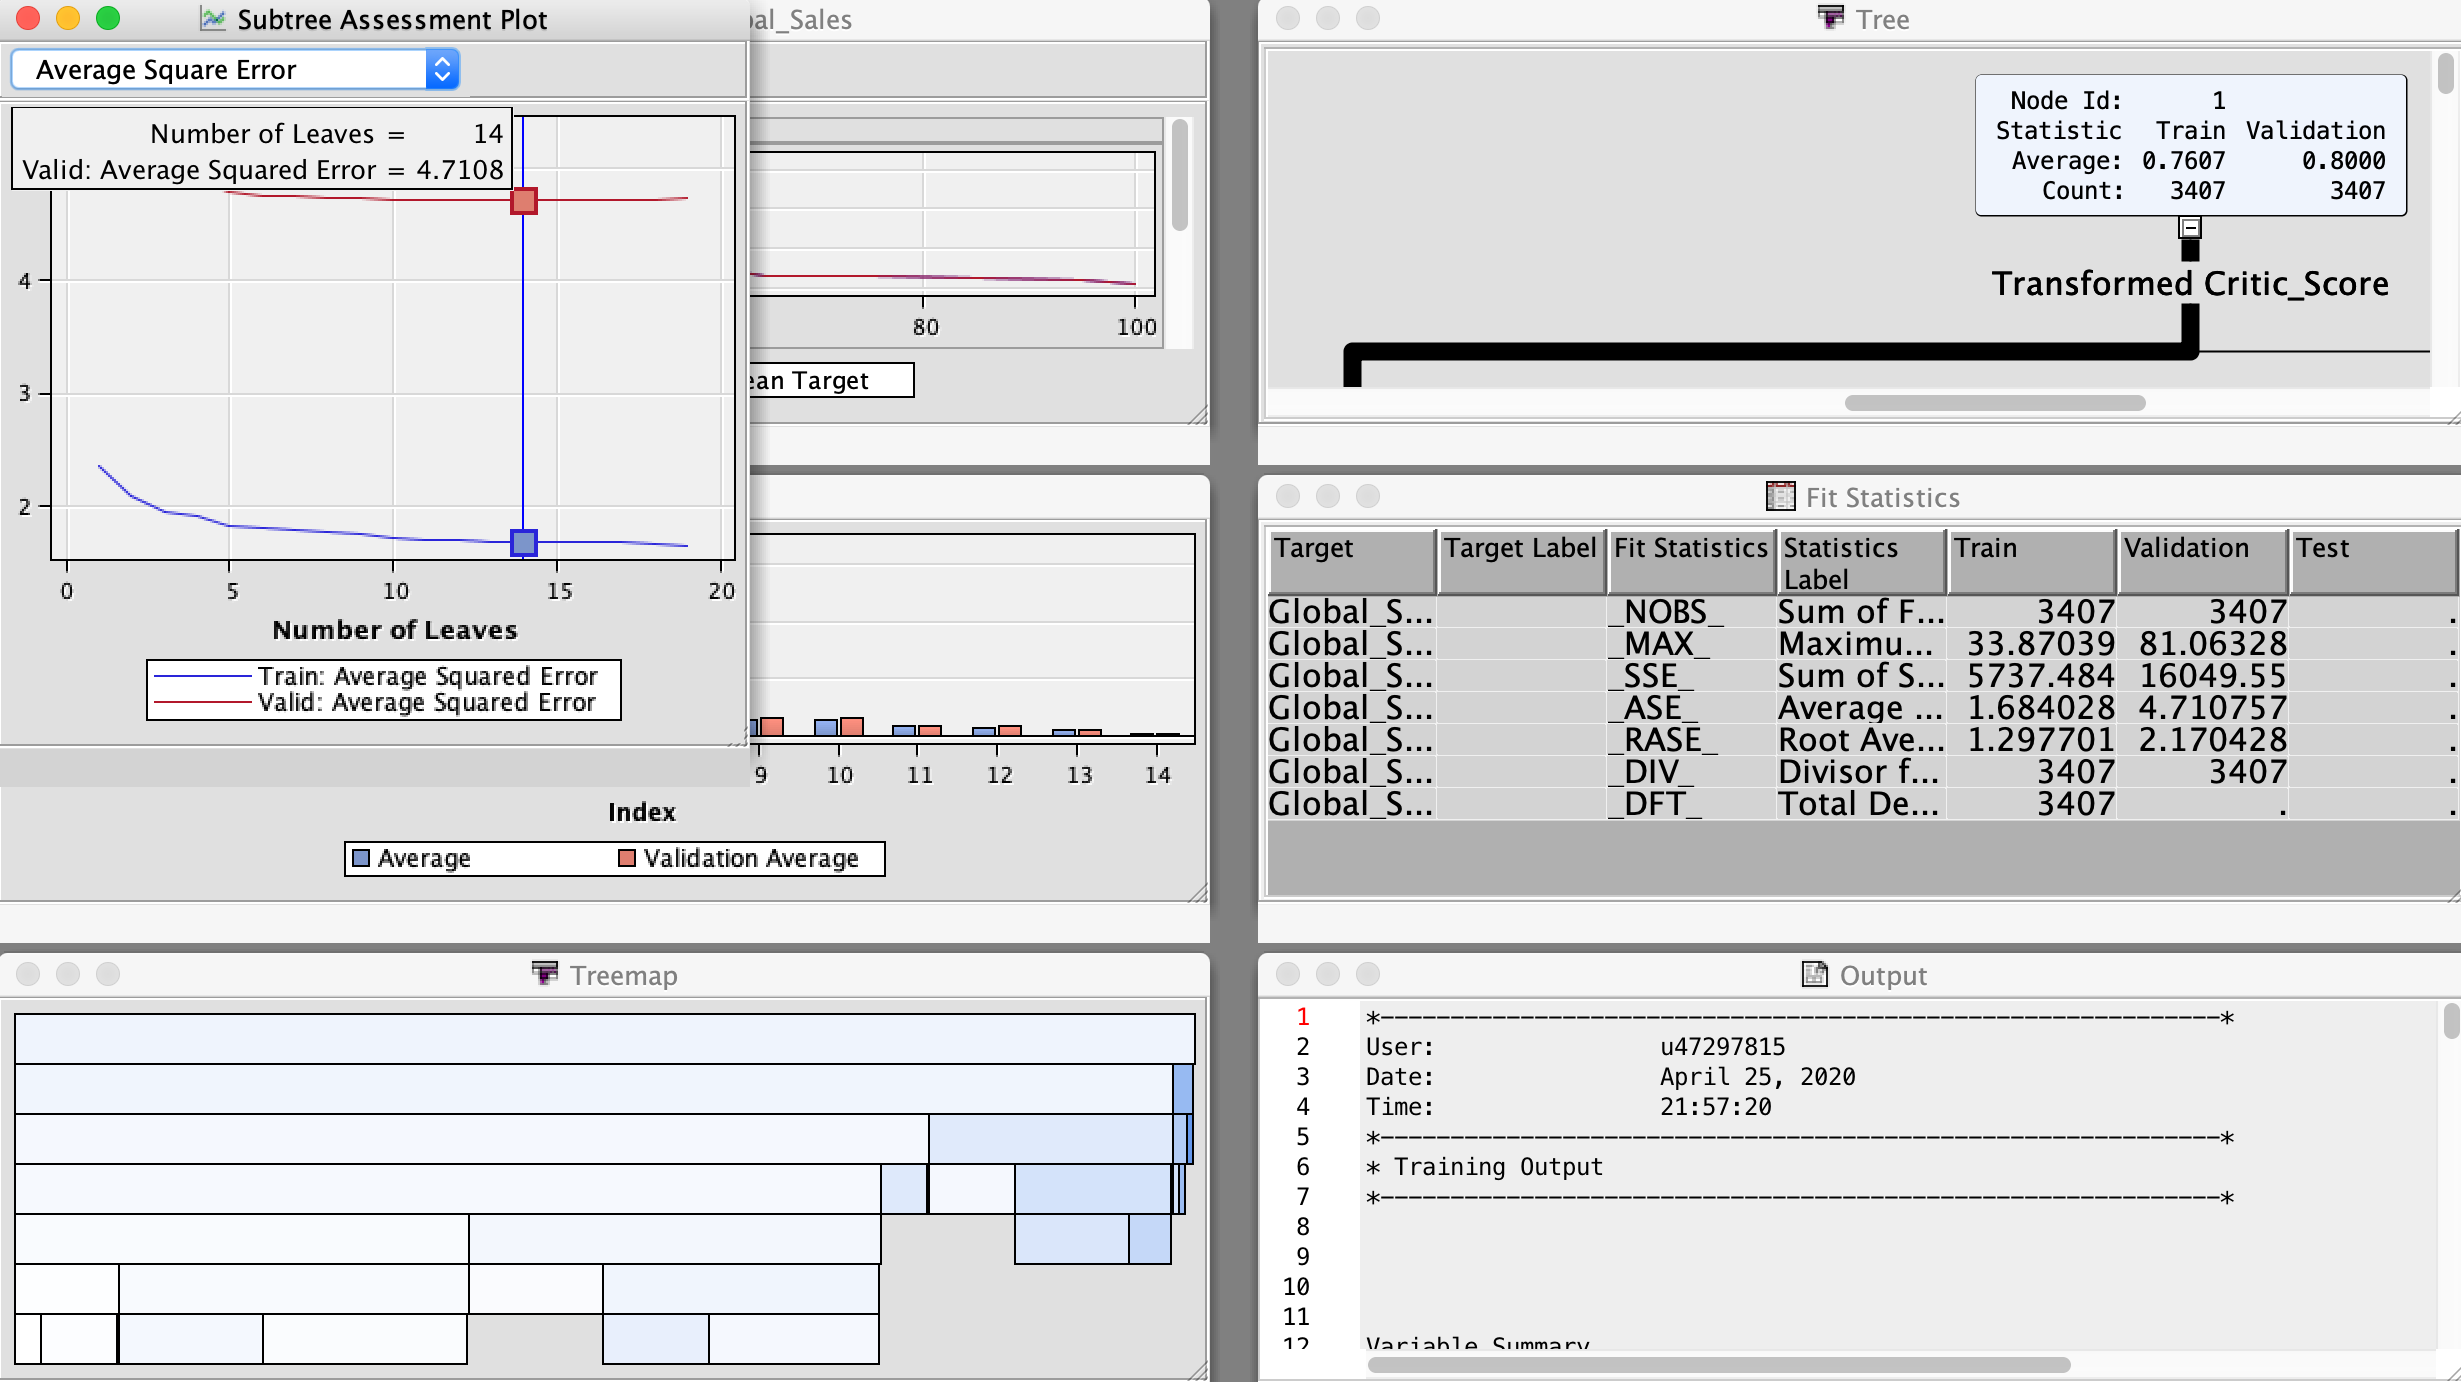 Subtree Assessment Plot
Average Square Error
Number of Leaves = 14
Valid: Average Squared Error = 4.7108
4
3
2
0 5 10 15 20
Number of Leaves
Train: Average Squared Error
Valid: Average Squared Error
al_Sales
80 100
ean Target
9 10 11 12 13 14
Index
Average Validation Average
Tree
Node Id: 1
Statistic Train Validation
Average: 0.7607 0.8000
Count: 3407 3407
Transformed Critic_Score
Fit Statistics
Target Target Label Fit Statistics Statistics Label Train Validation Test
Global_S... _NOBS_ Sum of F... 3407 3407 .
Global_S... _MAX_ Maximu... 33.87039 81.06328 .
Global_S... _SSE_ Sum of S... 5737.484 16049.55 .
Global_S... _ASE_ Average ... 1.684028 4.710757 .
Global_S... _RASE_ Root Ave... 1.297701 2.170428 .
Global_S... _DIV_ Divisor f... 3407 3407 .
Global_S... _DFT_ Total De... 3407 . .
Treemap
Output
1 *------------------------------------------------------------*
2 User: u47297815
3 Date: April 25, 2020
4 Time: 21:57:20
5 *------------------------------------------------------------*
6 * Training Output
7 *------------------------------------------------------------*
8
9
10
11
12 Variable Summary